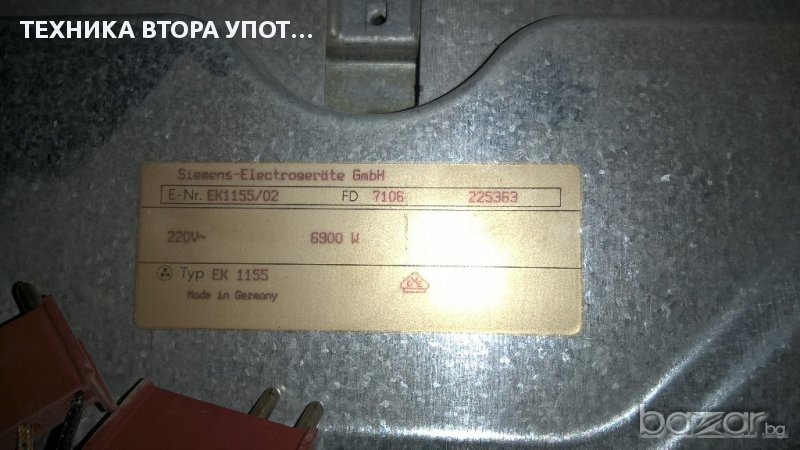 ТЕХНИКА ВТОРА УПОТ...
Siemens-Electrogeräte GmbH
E-Nr. EK1155/02 FD 7106 225363
220V~ 6900 W
Typ EK 1155
Made in Germany
bazar.bg